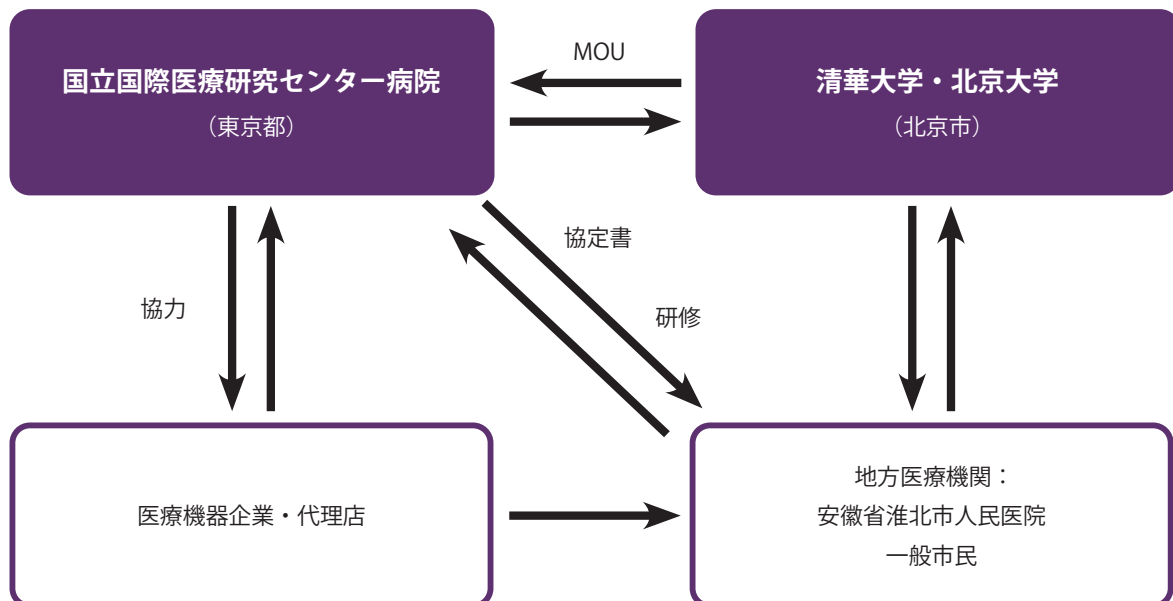 国立国際医療研究センター病院
（東京都）
MOU
清華大学・北京大学
（北京市）
協定書
協力
研修
医療機器企業・代理店
地方医療機関：
安徽省淮北市人民医院
一般市民